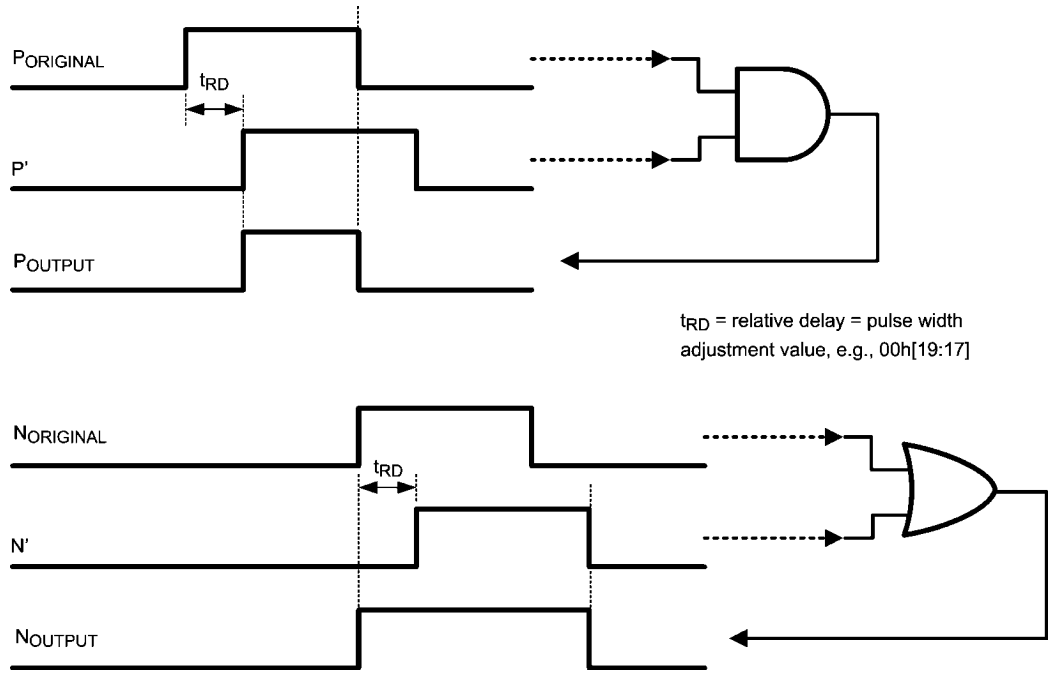 PORIGINAL
tRD
P'
POUTPUT
tRD = relative delay = pulse width
adjustment value, e.g., 00h[19:17]
NORIGINAL
tRD
N'
NOUTPUT